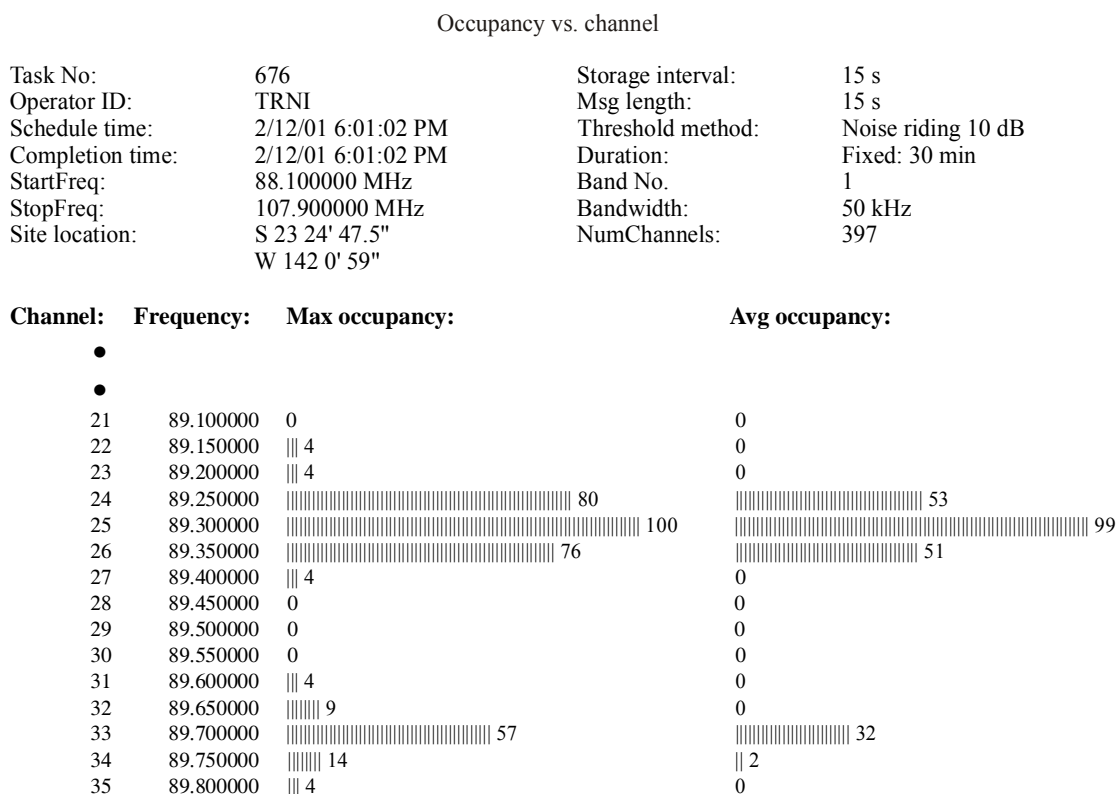 Occupancy vs. channel
Task No: 676 Storage interval: 15 s
Operator ID: TRNI Msg length: 15 s
Schedule time: 2/12/01 6:01:02 PM Threshold method: Noise riding 10 dB
Completion time: 2/12/01 6:01:02 PM Duration: Fixed: 30 min
StartFreq: 88.100000 MHz Band No. 1
StopFreq: 107.900000 MHz Bandwidth: 50 kHz
Site location: S 23 24' 47.5" NumChannels: 397
W 142 0' 59"
Channel: Frequency: Max occupancy: Avg occupancy:
21 89.100000 0 0
22 89.150000 4 0
23 89.200000 4 0
24 89.250000 80 53
25 89.300000 100 99
26 89.350000 76 51
27 89.400000 4 0
28 89.450000 0 0
29 89.500000 0 0
30 89.550000 0 0
31 89.600000 4 0
32 89.650000 9 0
33 89.700000 57 32
34 89.750000 14 2
35 89.800000 4 0